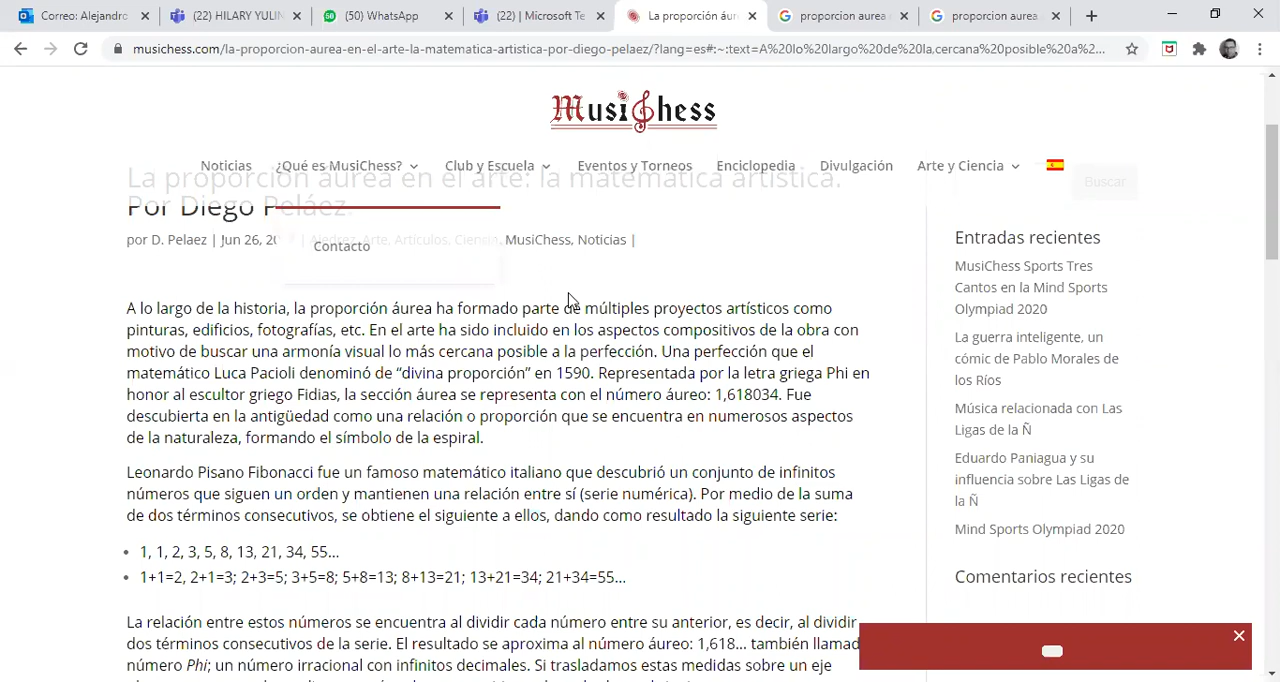 Correo: Alejandro
(22) HILARY YULIN
(50) WhatsApp
(22) | Microsoft Te
La proporción áur
proporcion aurea
proporcion aurea
musichess.com/la-proporcion-aurea-en-el-arte-la-matematica-artistica-por-diego-pelaez/?lang=es#:~:text=A%20lo%20largo%20de%20la,cercana%20posible%20a%2...
MusiChess
Noticias
¿Qué es MusiChess?
Club y Escuela
Eventos y Torneos
Enciclopedia
Divulgación
Arte y Ciencia
La proporción áurea en el arte: la matemática artística.
Por Diego Peláez
Buscar
por D. Pelaez | Jun 26, 20 | Ajedrez, Arte, Artículos, Ciencia, MusiChess, Noticias |
Contacto
A lo largo de la historia, la proporción áurea ha formado parte de múltiples proyectos artísticos como
pinturas, edificios, fotografías, etc. En el arte ha sido incluido en los aspectos compositivos de la obra con
motivo de buscar una armonía visual lo más cercana posible a la perfección. Una perfección que el
matemático Luca Pacioli denominó de “divina proporción” en 1590. Representada por la letra griega Phi en
honor al escultor griego Fidias, la sección áurea se representa con el número áureo: 1,618034. Fue
descubierta en la antigüedad como una relación o proporción que se encuentra en numerosos aspectos
de la naturaleza, formando el símbolo de la espiral.
Leonardo Pisano FIbonacci fue un famoso matemático italiano que descubrió un conjunto de infinitos
números que siguen un orden y mantienen una relación entre sí (serie numérica). Por medio de la suma
de dos términos consecutivos, se obtiene el siguiente a ellos, dando como resultado la siguiente serie:
• 1, 1, 2, 3, 5, 8, 13, 21, 34, 55...
• 1+1=2, 2+1=3; 2+3=5; 3+5=8; 5+8=13; 8+13=21; 13+21=34; 21+34=55...
La relación entre estos números se encuentra al dividir cada número entre su anterior, es decir, al dividir
dos términos consecutivos de la serie. El resultado se aproxima al número áureo: 1,618... también llamad
número Phi; un número irracional con infinitos decimales. Si trasladamos estas medidas sobre un eje
Entradas recientes
MusiChess Sports Tres
Cantos en la Mind Sports
Olympiad 2020
La guerra inteligente, un
cómic de Pablo Morales de
los Ríos
Música relacionada con Las
Ligas de la Ñ
Eduardo Paniagua y su
influencia sobre Las Ligas de
la Ñ
Mind Sports Olympiad 2020
Comentarios recientes